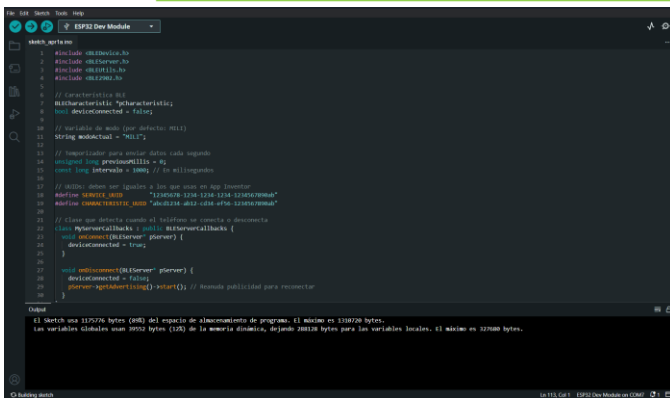 File Edit Sketch Tools Help
ESP32 Dev Module
sketch_apr1a.ino
1 #include <BLEDevice.h>
2 #include <BLEServer.h>
3 #include <BLEUtils.h>
4 #include <BLE2902.h>
5
6 // Característica BLE
7 BLECharacteristic *pCharacteristic;
8 bool deviceConnected = false;
9
10 // Variable de modo (por defecto: MILI)
11 String modoActual = "MILI";
12
13 // Temporizador para enviar datos cada segundo
14 unsigned long previousMillis = 0;
15 const long intervalo = 1000; // En milisegundos
16
17 // UUIDs: deben ser iguales a los que usas en App Inventor
18 #define SERVICE_UUID "12345678-1234-1234-1234-1234567890ab"
19 #define CHARACTERISTIC_UUID "abcd1234-ab12-cd34-ef56-1234567890ab"
20
21 // Clase que detecta cuando el teléfono se conecta o desconecta
22 class MyServerCallbacks : public BLEServerCallbacks {
23 void onConnect(BLEServer* pServer) {
24 deviceConnected = true;
25 }
26
27 void onDisconnect(BLEServer* pServer) {
28 deviceConnected = false;
29 pServer->getAdvertising()->start(); // Reanuda publicidad para reconectar
30 }
Output
El Sketch usa 1175776 bytes (89%) del espacio de almacenamiento de programa. El máximo es 1310720 bytes.
Las variables Globales usan 39552 bytes (12%) de la memoria dinámica, dejando 288128 bytes para las variables locales. El máximo es 327680 bytes.
Building sketch
Ln 113, Col 1 ESP32 Dev Module on COM7 1